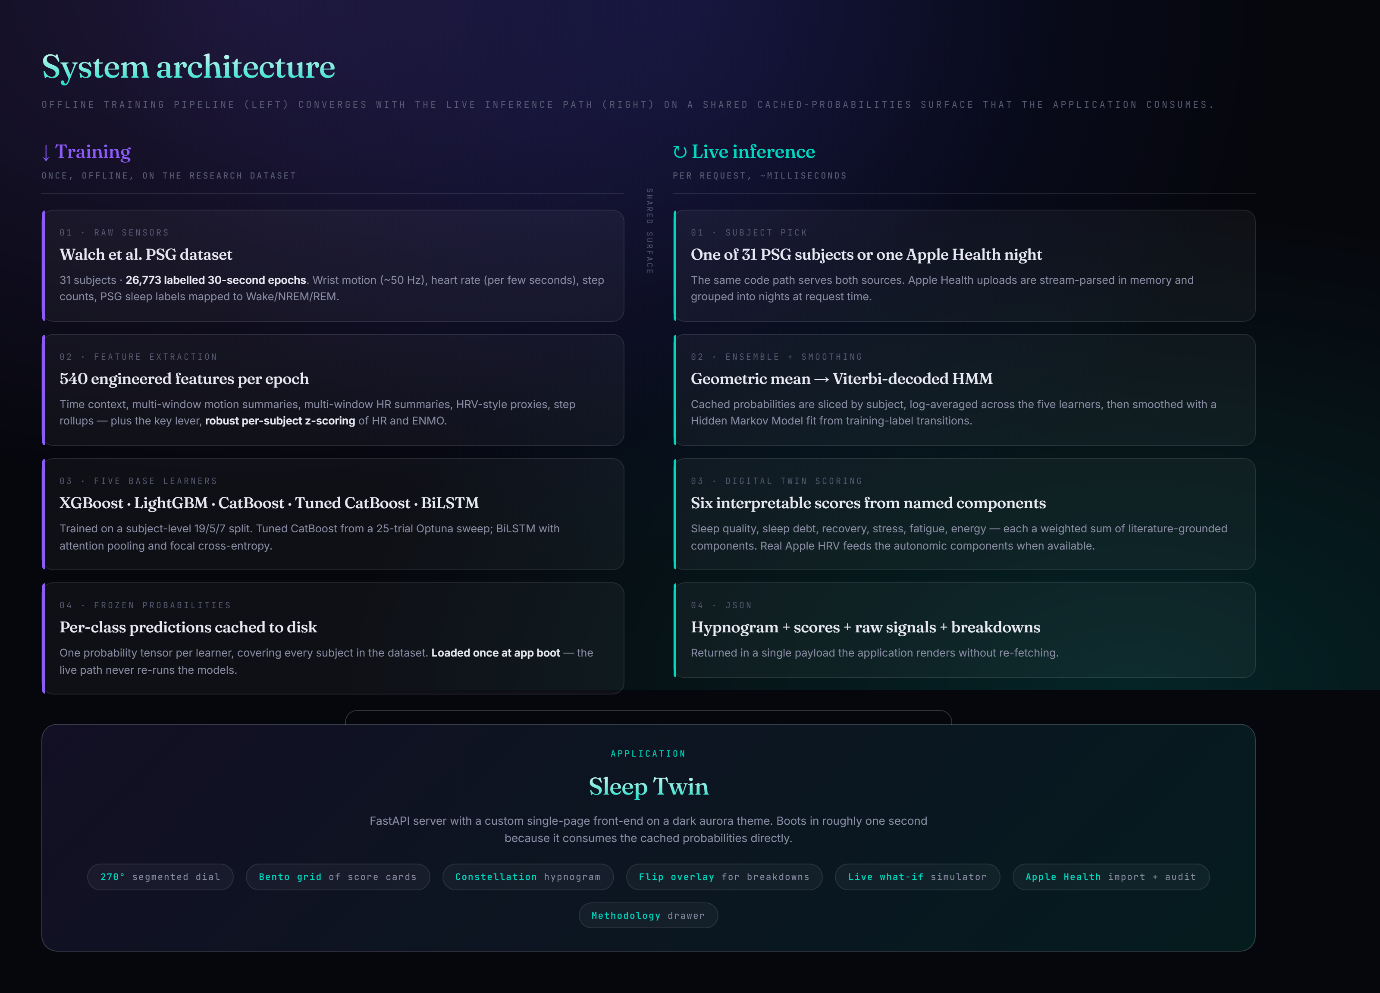 System architecture
OFFLINE TRAINING PIPELINE (LEFT) CONVERGES WITH THE LIVE INFERENCE PATH (RIGHT) ON A SHARED CACHED-PROBABILITIES SURFACE THAT THE APPLICATION CONSUMES.
↓ Training
ONCE, OFFLINE, ON THE RESEARCH DATASET
01 · RAW SENSORS
Walch et al. PSG dataset
31 subjects · 26,773 labelled 30-second epochs. Wrist motion (~50 Hz), heart rate (per few seconds), step
counts, PSG sleep labels mapped to Wake/NREM/REM.
02 · FEATURE EXTRACTION
540 engineered features per epoch
Time context, multi-window motion summaries, multi-window HR summaries, HRV-style proxies, step
rollups — plus the key lever, robust per-subject z-scoring of HR and ENMO.
03 · FIVE BASE LEARNERS
XGBoost · LightGBM · CatBoost · Tuned CatBoost · BiLSTM
Trained on a subject-level 19/5/7 split. Tuned CatBoost from a 25-trial Optuna sweep; BiLSTM with
attention pooling and focal cross-entropy.
04 · FROZEN PROBABILITIES
Per-class predictions cached to disk
One probability tensor per learner, covering every subject in the dataset. Loaded once at app boot — the
live path never re-runs the models.
SHARED SURFACE
↻ Live inference
PER REQUEST, ~MILLISECONDS
01 · SUBJECT PICK
One of 31 PSG subjects or one Apple Health night
The same code path serves both sources. Apple Health uploads are stream-parsed in memory and
grouped into nights at request time.
02 · ENSEMBLE + SMOOTHING
Geometric mean → Viterbi-decoded HMM
Cached probabilities are sliced by subject, log-averaged across the five learners, then smoothed with a
Hidden Markov Model fit from training-label transitions.
03 · DIGITAL TWIN SCORING
Six interpretable scores from named components
Sleep quality, sleep debt, recovery, stress, fatigue, energy — each a weighted sum of literature-grounded
components. Real Apple HRV feeds the autonomic components when available.
04 · JSON
Hypnogram + scores + raw signals + breakdowns
Returned in a single payload the application renders without re-fetching.
APPLICATION
Sleep Twin
FastAPI server with a custom single-page front-end on a dark aurora theme. Boots in roughly one second
because it consumes the cached probabilities directly.
270° segmented dial
Bento grid of score cards
Constellation hypnogram
Flip overlay for breakdowns
Live what-if simulator
Apple Health import + audit
Methodology drawer